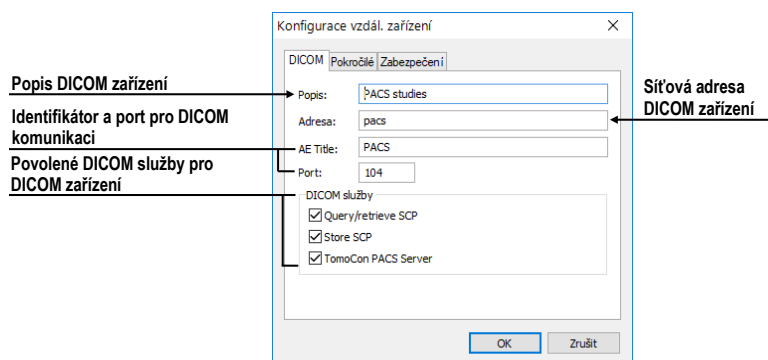 Konfigurace vzdál. zařízení
DICOM Pokročilé Zabezpečení
Popis DICOM zařízení
Popis: PACS studies
Síťová adresa
DICOM zařízení
Identifikátor a port pro DICOM
komunikaci
Adresa: pacs
AE Title: PACS
Povolené DICOM služby pro
DICOM zařízení
Port: 104
DICOM služby
Query/retrieve SCP
Store SCP
TomoCon PACS Server
OK Zrušit